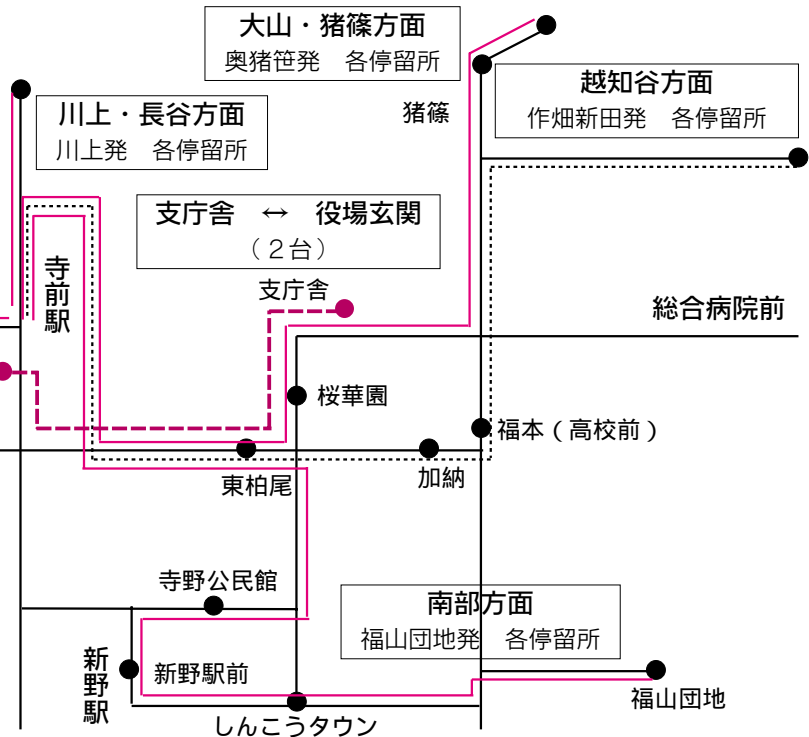 大山・猪篠方面
奥猪笹発　各停留所
越知谷方面
作畑新田発　各停留所
川上・長谷方面
川上発　各停留所
猪篠
支庁舎　↔　役場玄関
（２台）
支庁舎
寺前駅
総合病院前
桜華園
福本（高校前）
東柏尾
加納
寺野公民館
南部方面
福山団地発　各停留所
新野駅
新野駅前
福山団地
しんこうタウン